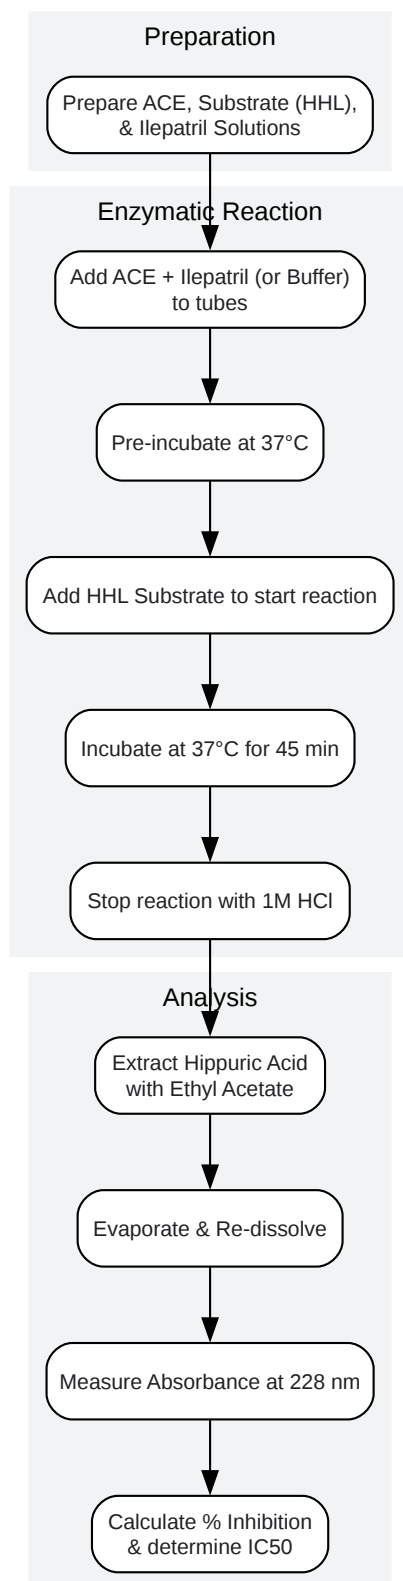 Preparation
Prepare ACE, Substrate (HHL),
& Ilepatril Solutions
Enzymatic Reaction
Add ACE + Ilepatril (or Buffer)
to tubes
Pre-incubate at 37°C
Add HHL Substrate to start reaction
Incubate at 37°C for 45 min
Stop reaction with 1M HCl
Analysis
Extract Hippuric Acid
with Ethyl Acetate
Evaporate & Re-dissolve
Measure Absorbance at 228 nm
Calculate % Inhibition
& determine IC50